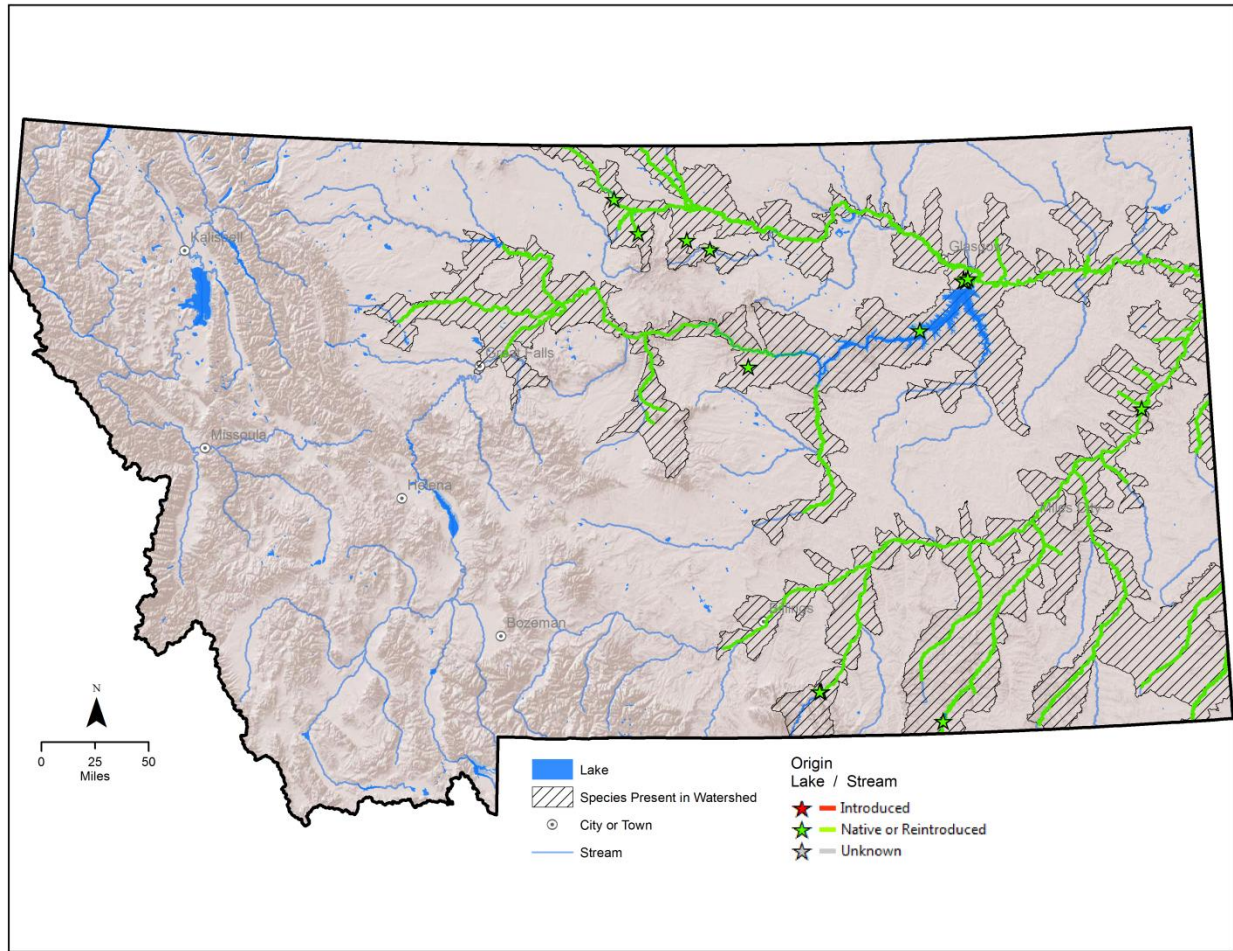 Kalispell
Glasgow
Great Falls
Missoula
Helena
Miles City
Billings
Bozeman
N
0 25 50
Miles
Lake
Species Present in Watershed
City or Town
Stream
Origin
Lake / Stream
Introduced
Native or Reintroduced
Unknown